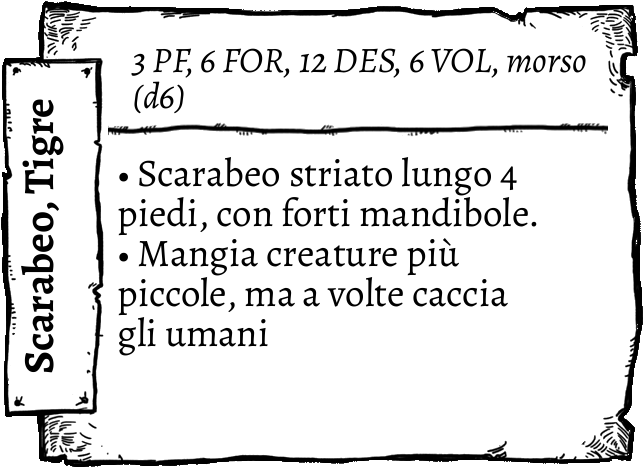 Scarabeo, Tigre
3 PF, 6 FOR, 12 DES, 6 VOL, morso
(d6)
• Scarabeo striato lungo 4
piedi, con forti mandibole.
• Mangia creature più
piccole, ma a volte caccia
gli umani